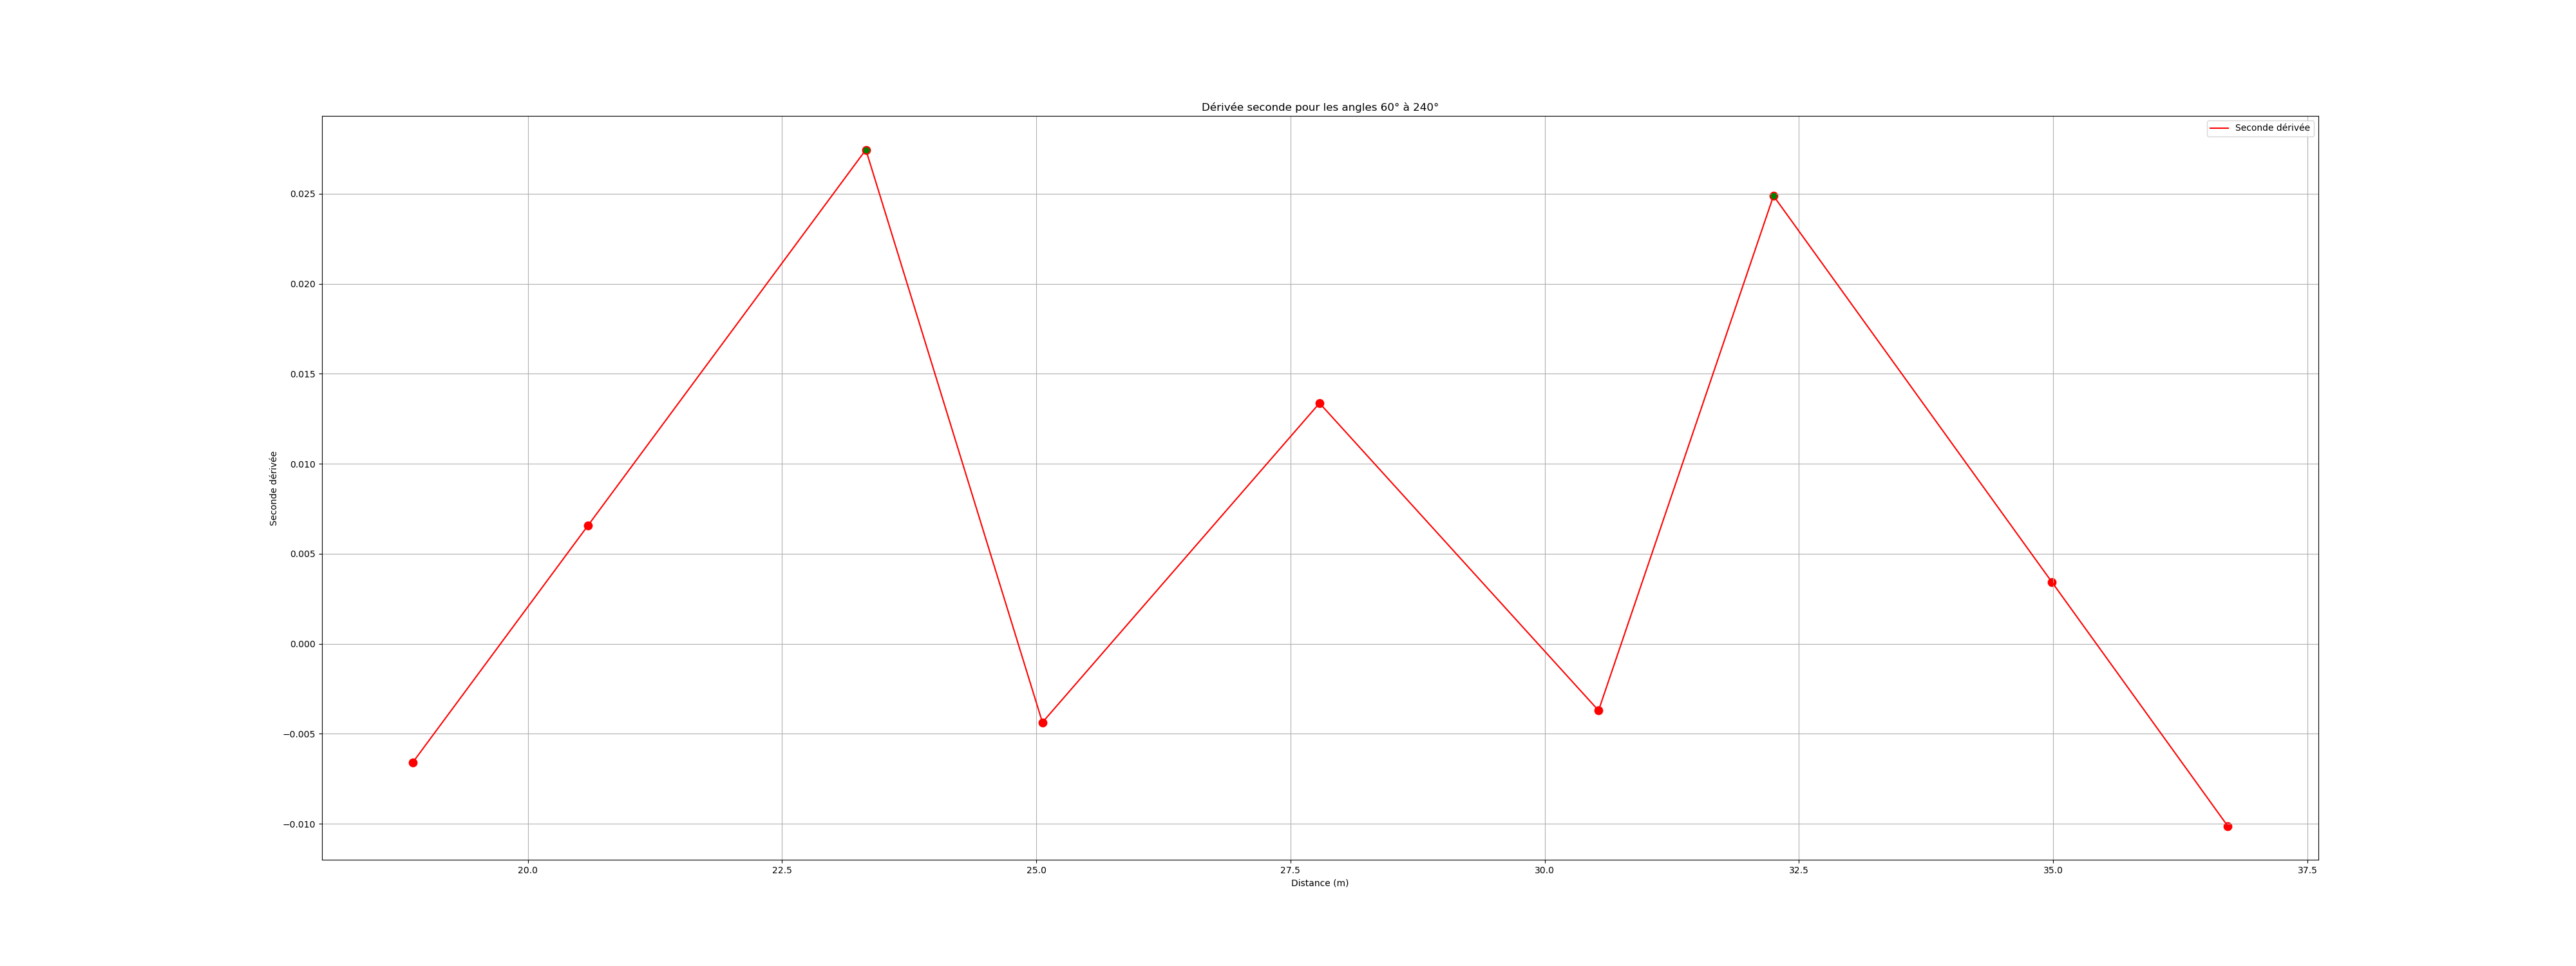 Dérivée seconde pour les angles 60° à 240°
Seconde dérivée
0.025
0.020
0.015
0.010
0.005
0.000
−0.005
−0.010
Seconde dérivée
20.0 22.5 25.0 27.5 30.0 32.5 35.0 37.5
Distance (m)